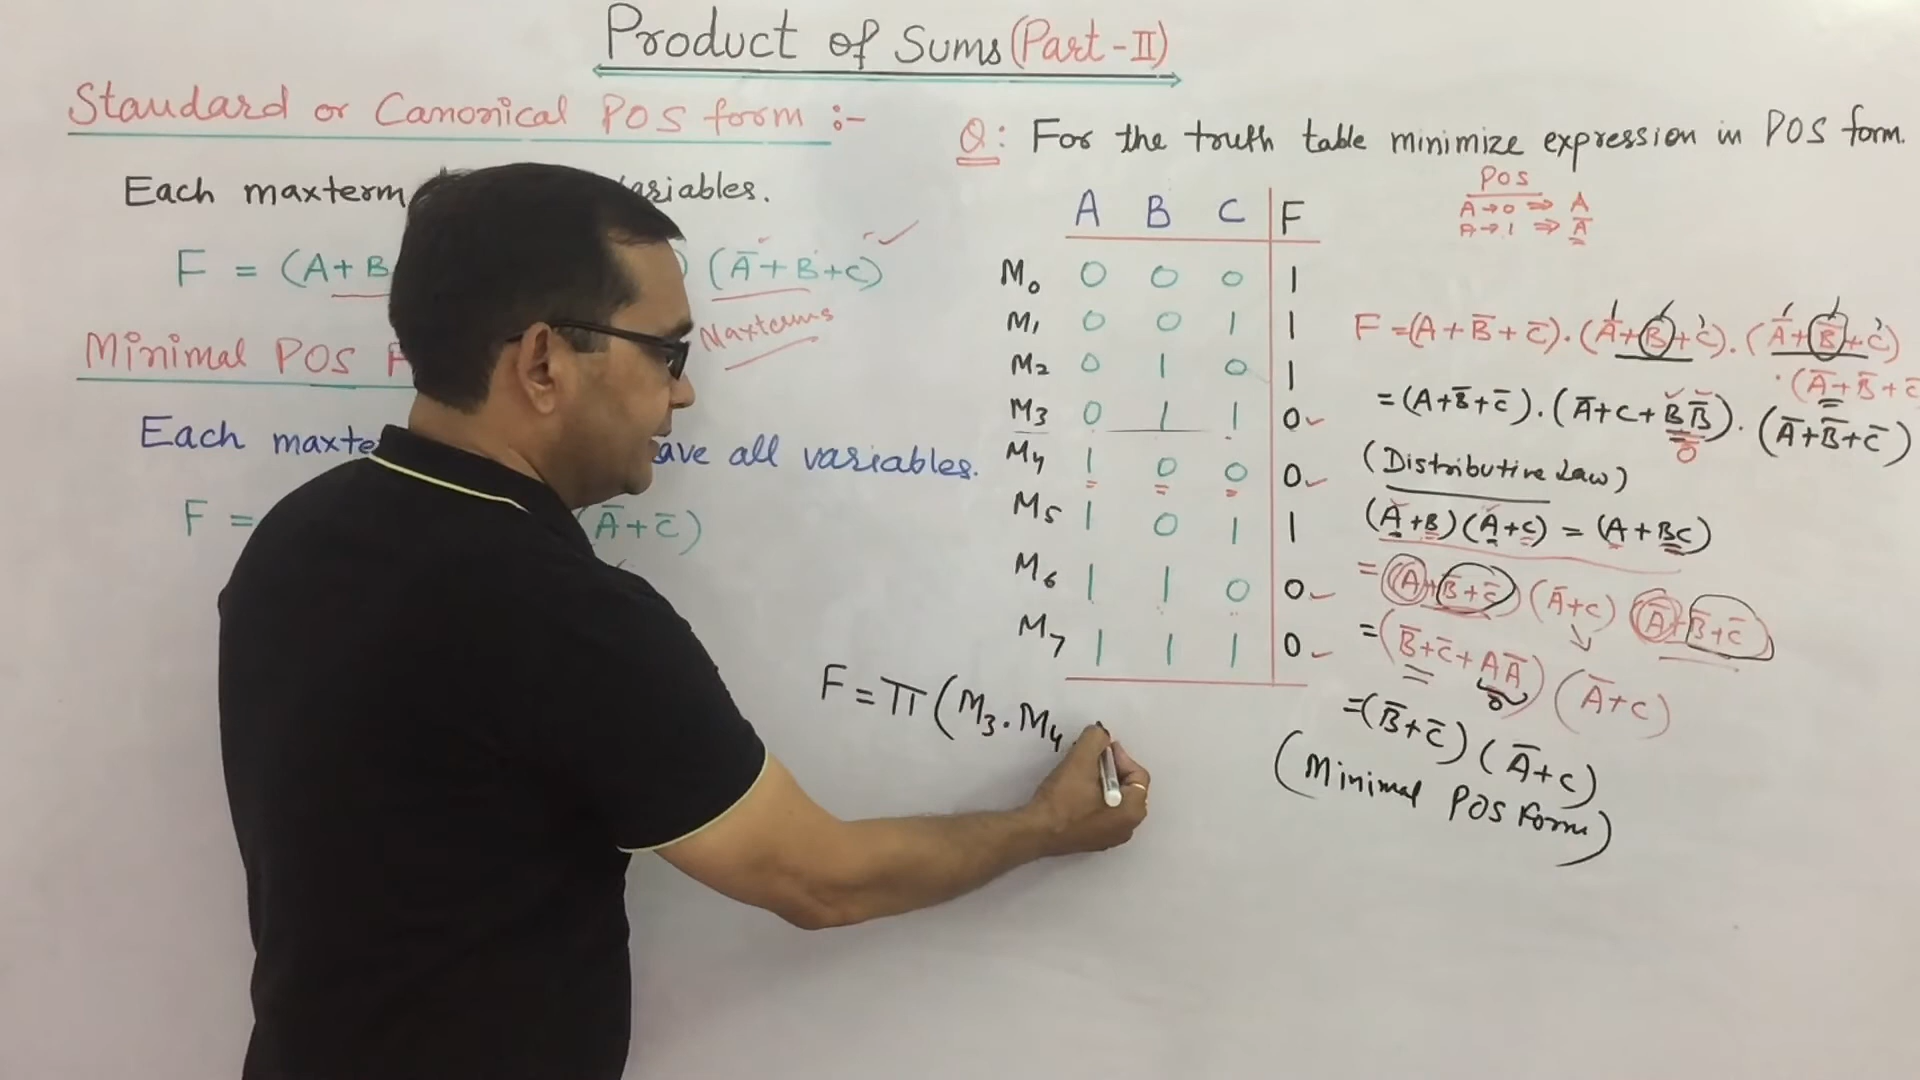 Product of Sums (Part-II)
Standard or Canonical POS form :-
Each maxterm variables.
F = (A+B ) (A̅+B+C)
Maxterms
Minimal POS F
Each maxte ave all variables.
F = (A̅+C̅)
Q: For the truth table minimize expression in POS form.
POS
A→0 ⇒ A
A→1 ⇒ A̅
A B C F
M₀ 0 0 0 1
M₁ 0 0 1 1
M₂ 0 1 0 1
M₃ 0 1 1 0
M₄ 1 0 0 0
M₅ 1 0 1 1
M₆ 1 1 0 0
M₇ 1 1 1 0
F = π (M₃ . M₄ .
F = (A+B̅+C̅) . (A̅+B+C) . (A̅+B̅+C)
. (A̅+B̅+C̅
= (A+B̅+C̅) . (A̅+C+BB̅) . (A̅+B̅+C̅)
0
(Distributive Law)
(A+B)(A+C) = (A+BC)
= (A+B̅+C̅) (A̅+C) (A̅+B̅+C̅)
= (B̅+C̅+AA̅) (A̅+C)
0
= (B̅+C̅) (A̅+C)
(Minimal POS Form)